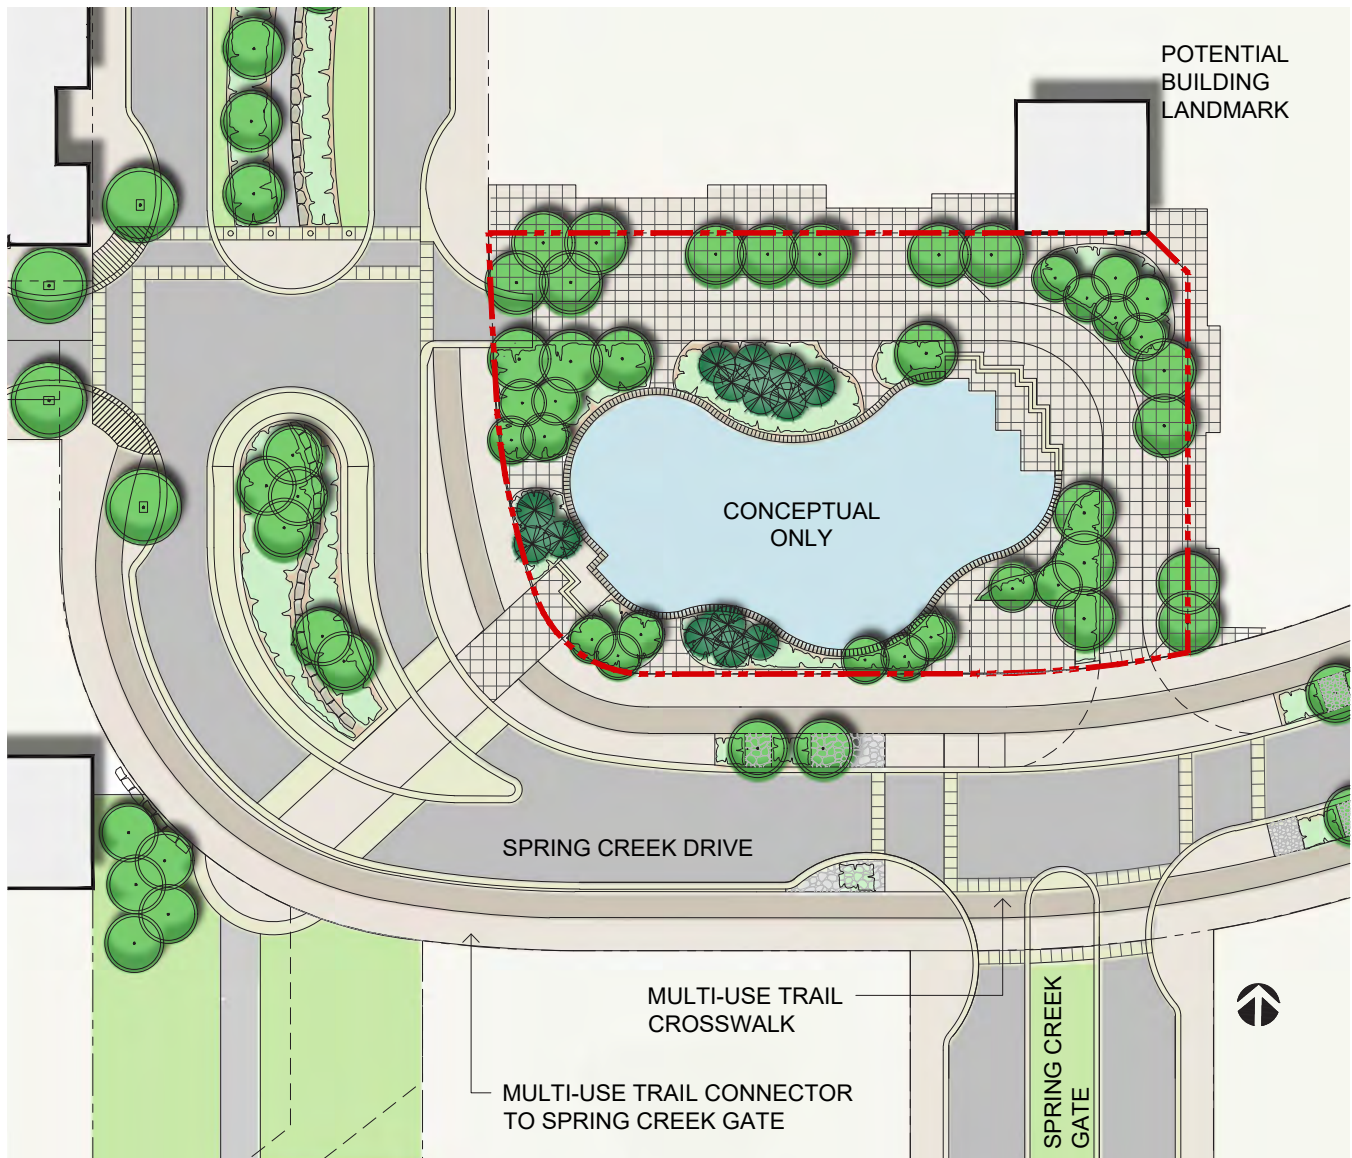 POTENTIAL
BUILDING
LANDMARK
CONCEPTUAL
ONLY
SPRING CREEK DRIVE
MULTI-USE TRAIL
CROSSWALK
MULTI-USE TRAIL CONNECTOR
TO SPRING CREEK GATE
SPRING CREEK
GATE